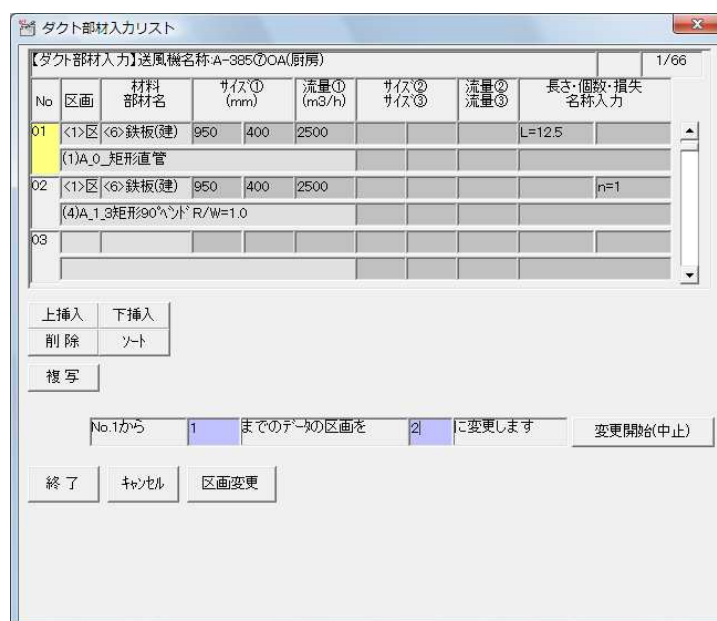 ダクト部材入力リスト
【ダクト部材入力】送風機名称:A-385⑦OA(厨房) 1/66
No 区画 材料 部材名 サイズ① (mm) 流量① (m3/h) サイズ② サイズ③ 流量② 流量③ 長さ・個数・損失 名称入力
01 <1>区 <6>鉄板(建) 950 400 2500 L=12.5
(1)A_0_矩形直管
02 <1>区 <6>鉄板(建) 950 400 2500 n=1
(4)A_1_3矩形90°ベンド R/W=1.0
03
上挿入 下挿入
削 除 ソート
複 写
No.1から 1 までのデータの区画を 2 に変更します 変更開始(中止)
終 了 キャンセル 区画変更